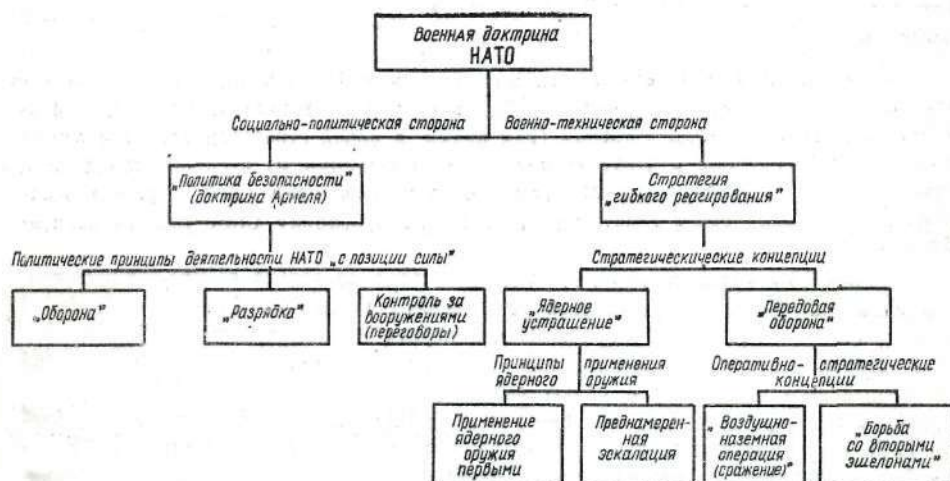 Военная доктрина
НАТО
Социально-политическая сторона
Военно-техническая сторона
„Политика безопасности"
(доктрина Армеля)
Стратегия
„гибкого реагирования"
Политические принципы деятельности НАТО „с позиции силы"
Стратегическические концепции
„Оборона"
„Разрядка"
Контроль за
вооружениями
(переговоры)
„Ядерное
устрашение"
„Передовая
оборона"
Принципы применения
ядерного оружия
Оперативно-стратегические
концепции
Применение
ядерного
оружия
первыми
Преднамерен-
ная
эскалация
„Воздушно-
наземная
операция
(сражение)"
„Борьба
со вторыми
эшелонами"